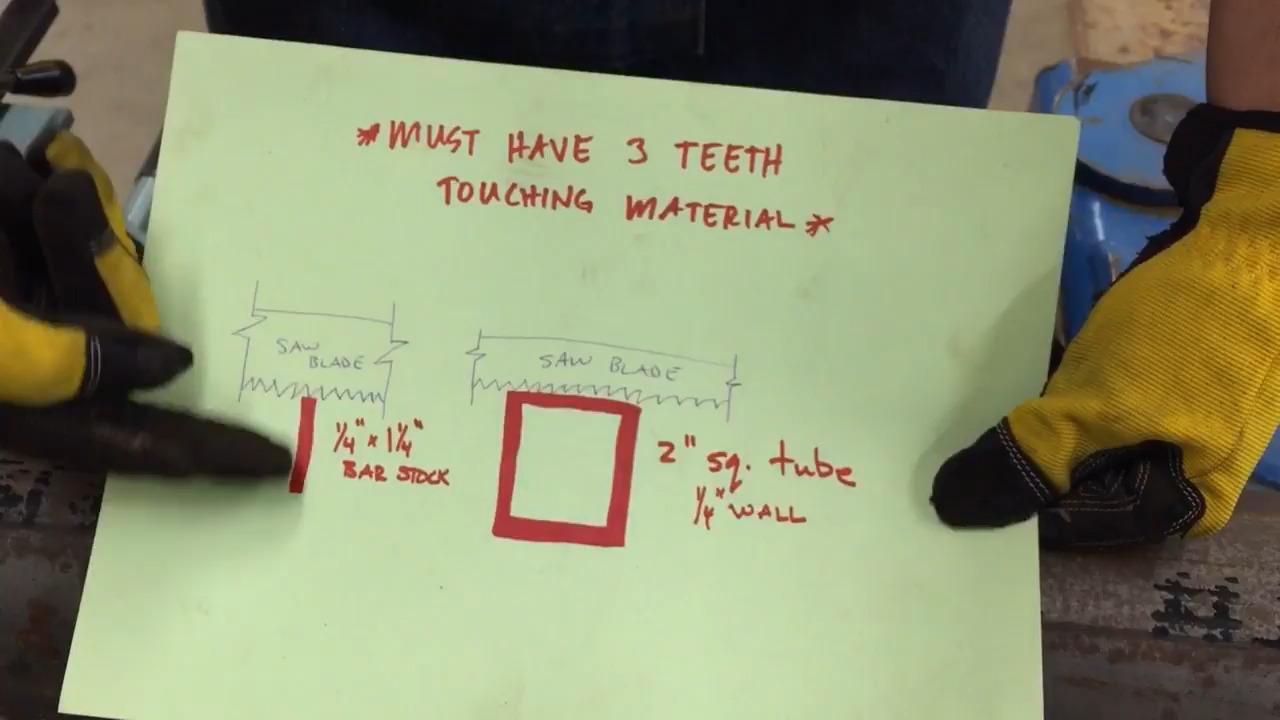 *MUST HAVE 3 TEETH
TOUCHING MATERIAL*
SAW
BLADE
1/4" x 1 1/4"
BAR STOCK
SAW BLADE
2" sq. tube
1/4" WALL